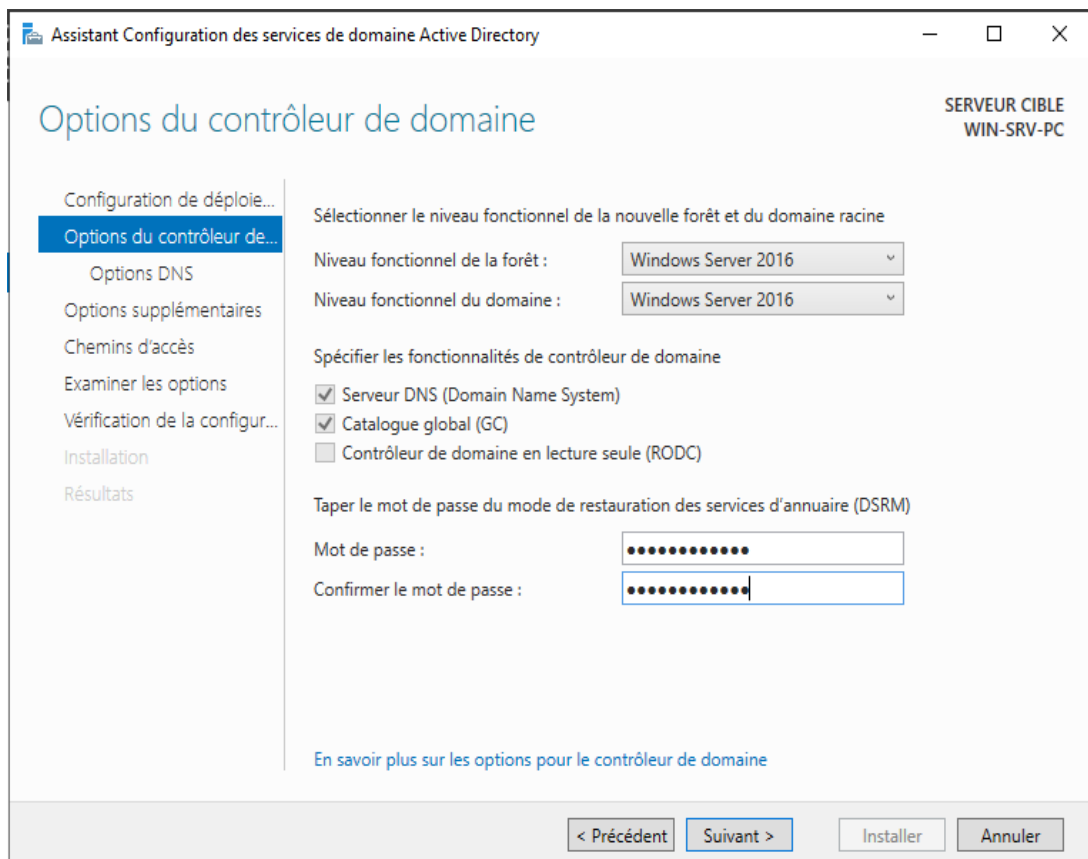 Assistant Configuration des services de domaine Active Directory
Options du contrôleur de domaine
SERVEUR CIBLE
WIN-SRV-PC
Configuration de déploie...
Options du contrôleur de...
Options DNS
Options supplémentaires
Chemins d'accès
Examiner les options
Vérification de la configur...
Installation
Résultats
Sélectionner le niveau fonctionnel de la nouvelle forêt et du domaine racine
Niveau fonctionnel de la forêt : Windows Server 2016
Niveau fonctionnel du domaine : Windows Server 2016
Spécifier les fonctionnalités de contrôleur de domaine
Serveur DNS (Domain Name System)
Catalogue global (GC)
Contrôleur de domaine en lecture seule (RODC)
Taper le mot de passe du mode de restauration des services d'annuaire (DSRM)
Mot de passe : ●●●●●●●●●●●●
Confirmer le mot de passe : ●●●●●●●●●●●●
En savoir plus sur les options pour le contrôleur de domaine
< Précédent Suivant > Installer Annuler